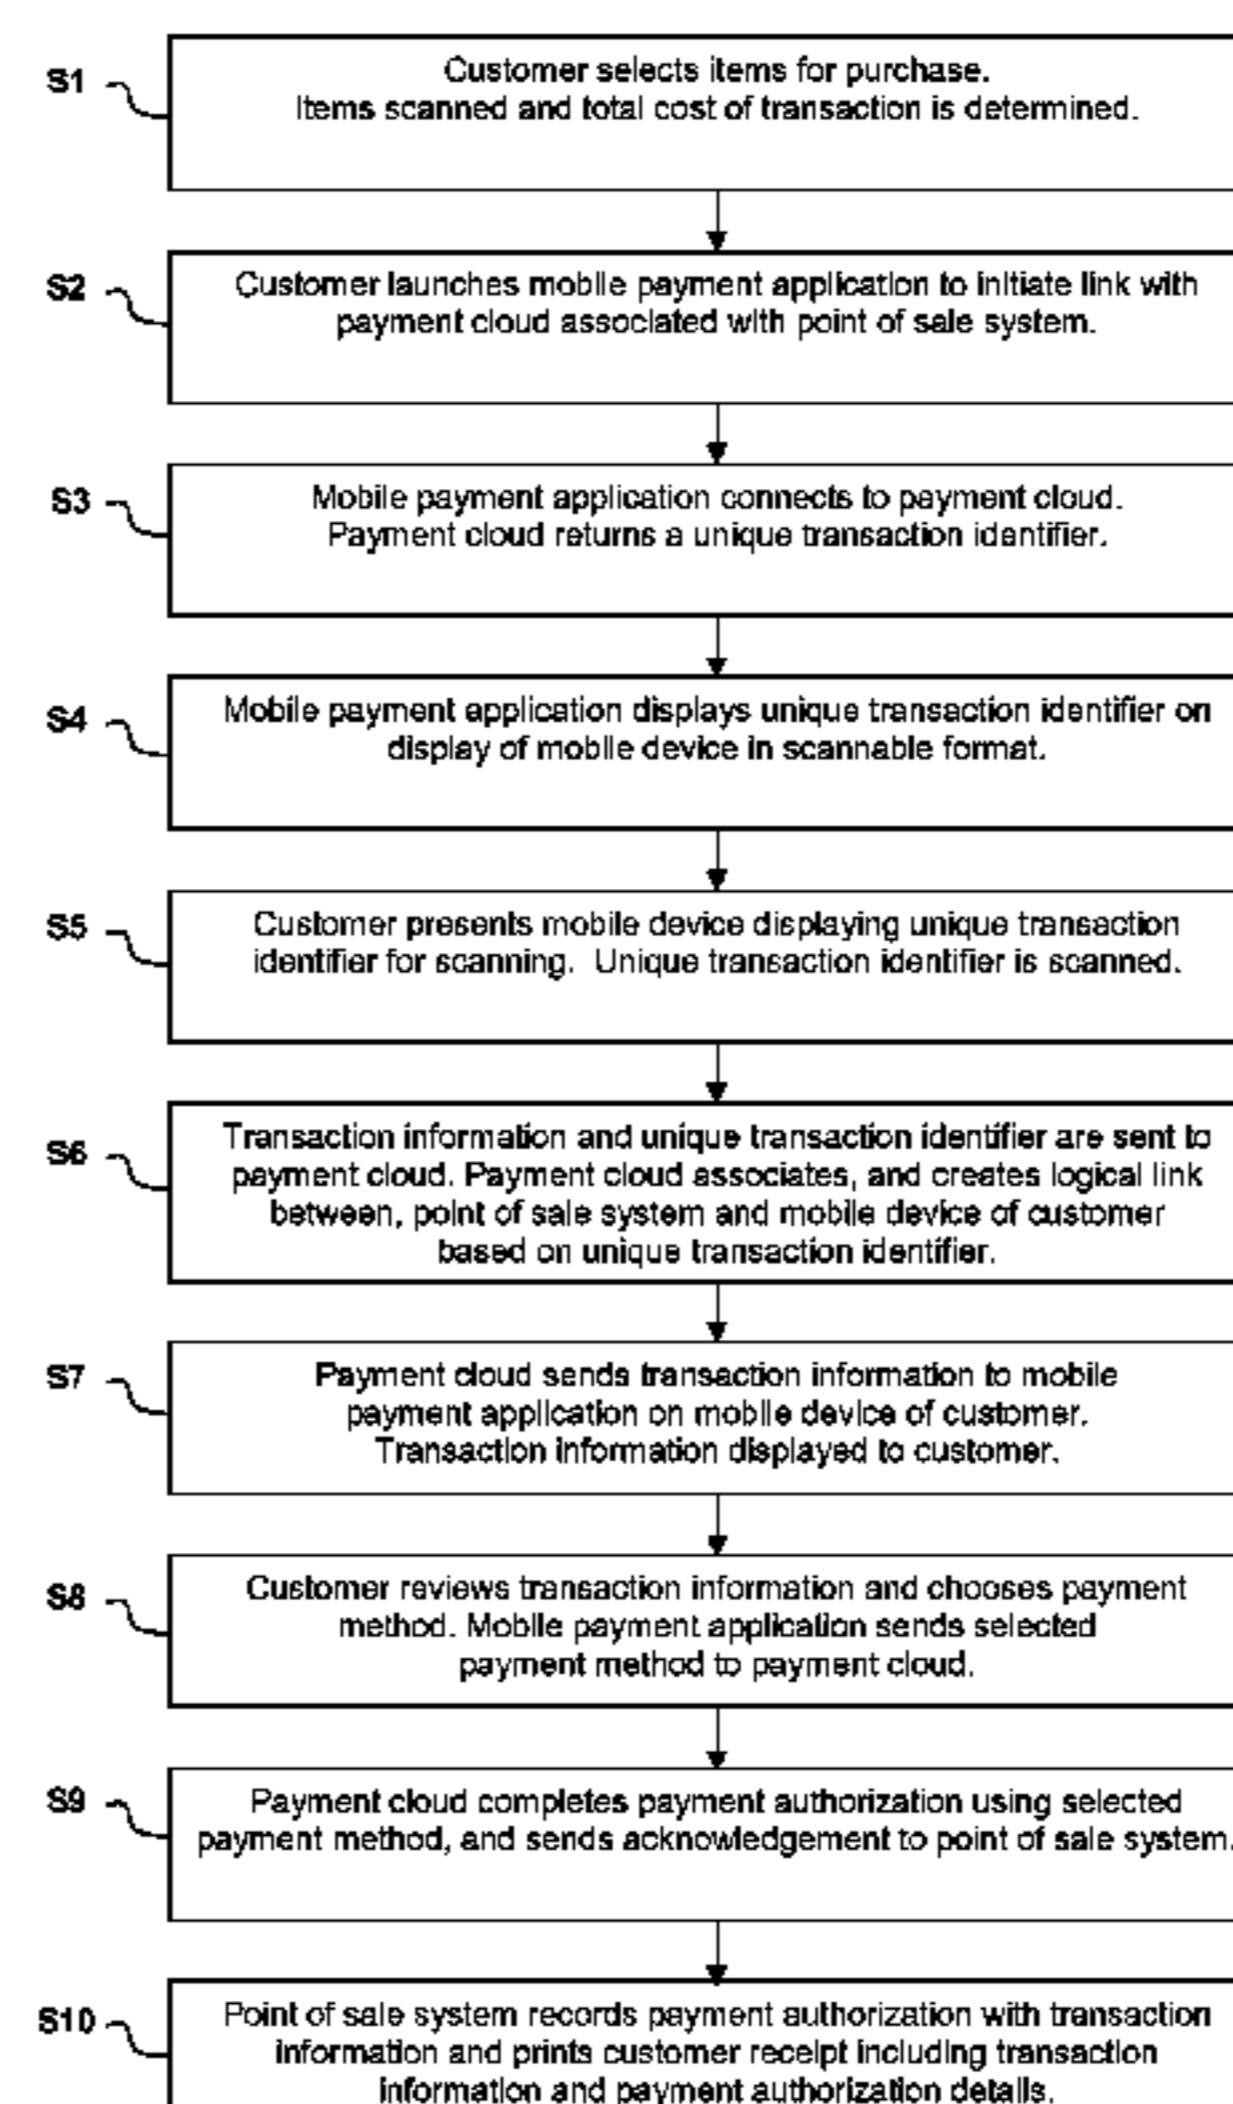 S1
Customer selects items for purchase.
Items scanned and total cost of transaction is determined.
S2
Customer launches mobile payment application to initiate link with
payment cloud associated with point of sale system.
S3
Mobile payment application connects to payment cloud.
Payment cloud returns a unique transaction identifier.
S4
Mobile payment application displays unique transaction identifier on
display of mobile device in scannable format.
S5
Customer presents mobile device displaying unique transaction
identifier for scanning. Unique transaction identifier is scanned.
S6
Transaction information and unique transaction identifier are sent to
payment cloud. Payment cloud associates, and creates logical link
between, point of sale system and mobile device of customer
based on unique transaction identifier.
S7
Payment cloud sends transaction information to mobile
payment application on mobile device of customer.
Transaction information displayed to customer.
S8
Customer reviews transaction information and chooses payment
method. Mobile payment application sends selected
payment method to payment cloud.
S9
Payment cloud completes payment authorization using selected
payment method, and sends acknowledgement to point of sale system.
S10
Point of sale system records payment authorization with transaction
information and prints customer receipt including transaction
information and payment authorization details.